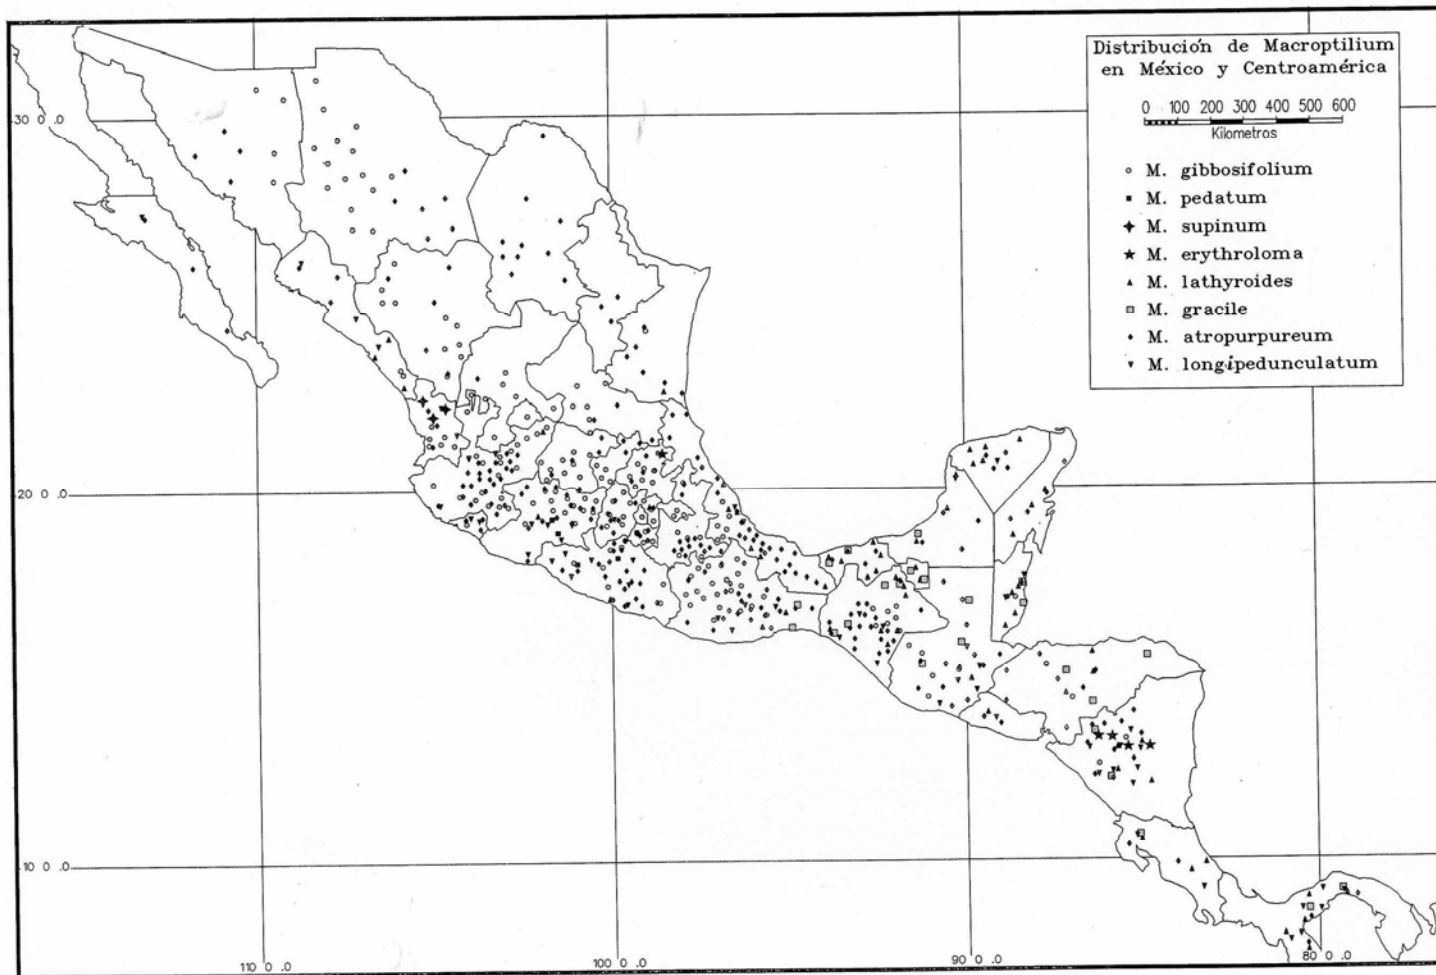 Distribución de Macroptilium
en México y Centroamérica
0 100 200 300 400 500 600
Kilometros
M. gibbosifolium
M. pedatum
M. supinum
M. erythroloma
M. lathyroides
M. gracile
M. atropurpureum
M. longipedunculatum
30 0 .0
20 0 .0
10 0 .0
110 0 .0
100 0 .0
90 0 .0
80 0 .0